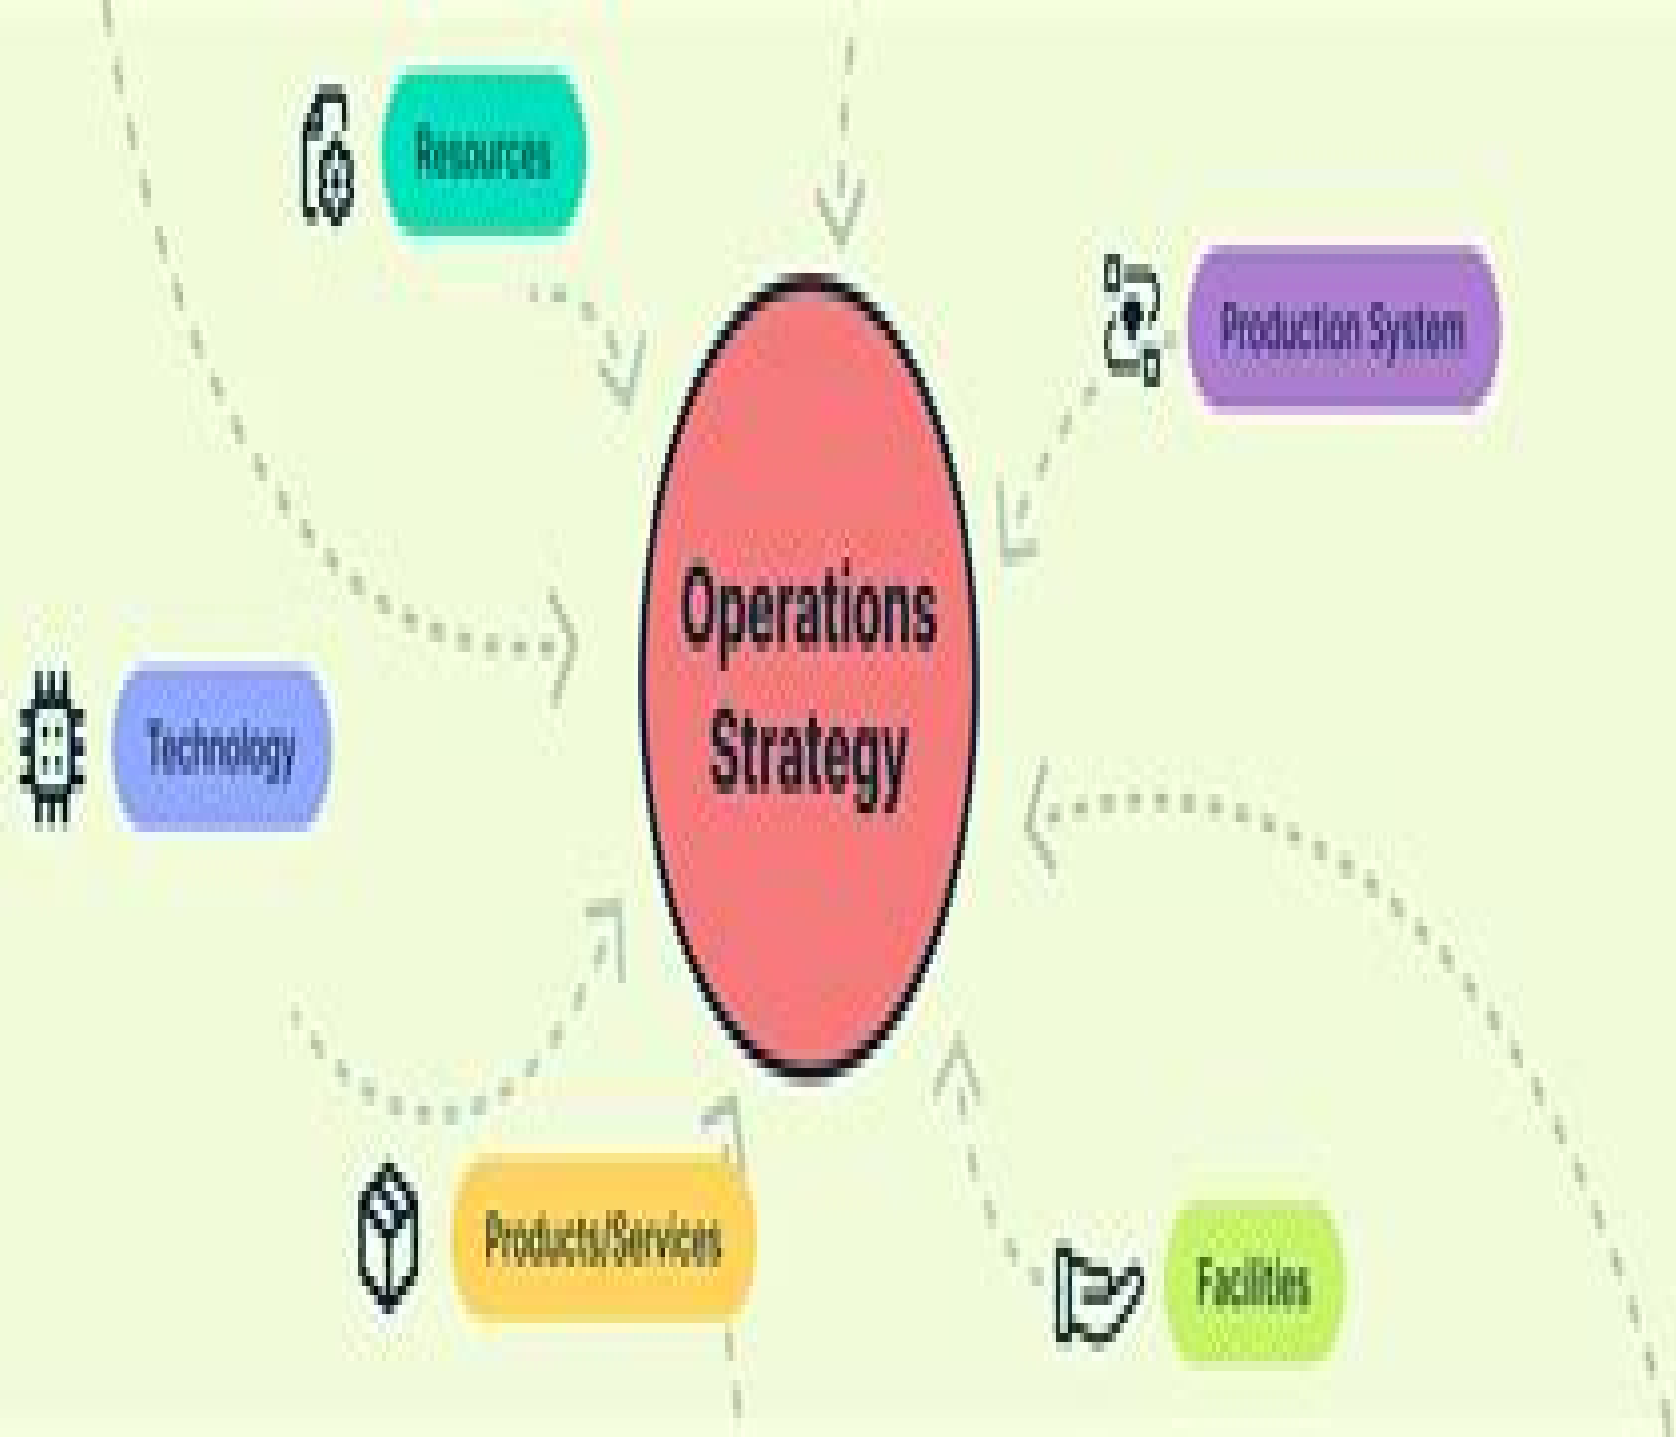 Resources
Production System
Operations
Strategy
Technology
Products/Services
Facilities